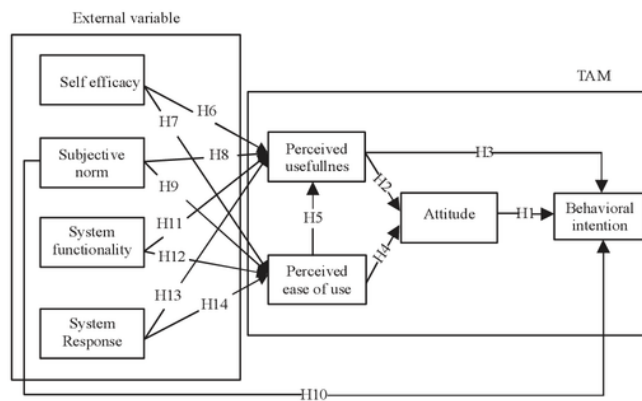 External variable
TAM
Self efficacy
H6
H7
Subjective
norm
H8
H9
Perceived
usefullnes
H3
H2
System
functionality
H11
H12
H5
Attitude
H1
Behavioral
intention
H4
H13
H14
System
Response
Perceived
ease of use
H10